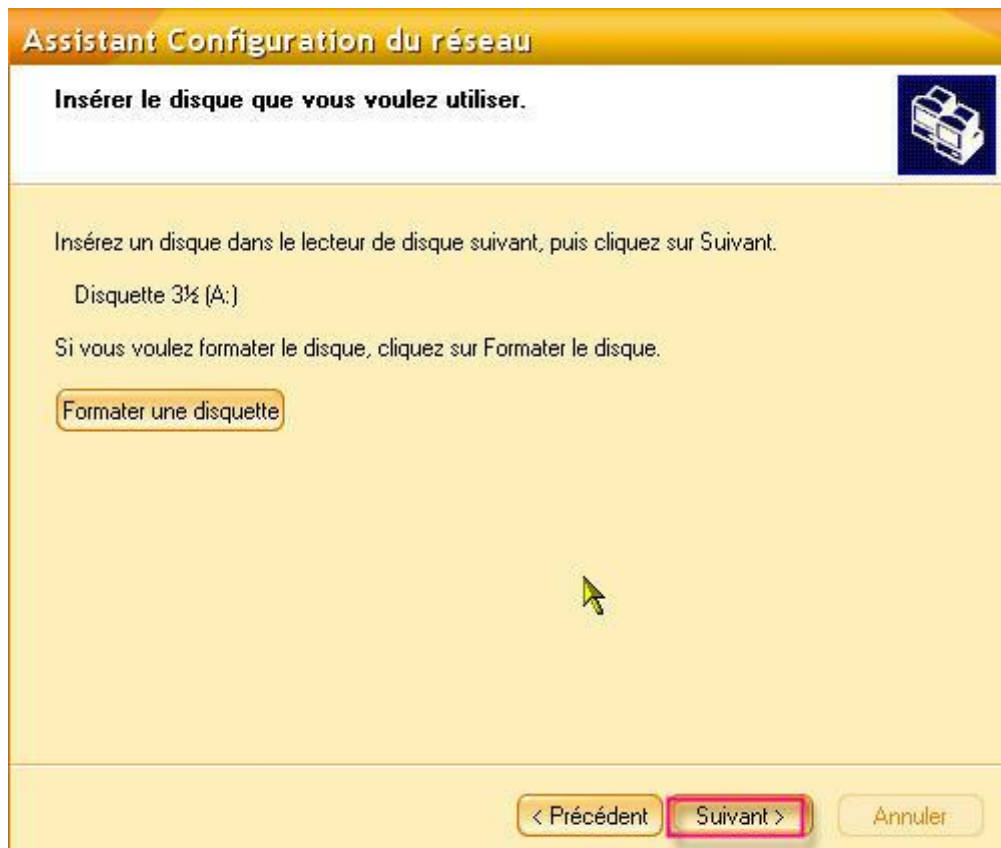 Assistant Configuration du réseau
Insérer le disque que vous voulez utiliser.
Insérez un disque dans le lecteur de disque suivant, puis cliquez sur Suivant.
Disquette 3½ (A:)
Si vous voulez formater le disque, cliquez sur Formater le disque.
Formater une disquette
< Précédent Suivant > Annuler